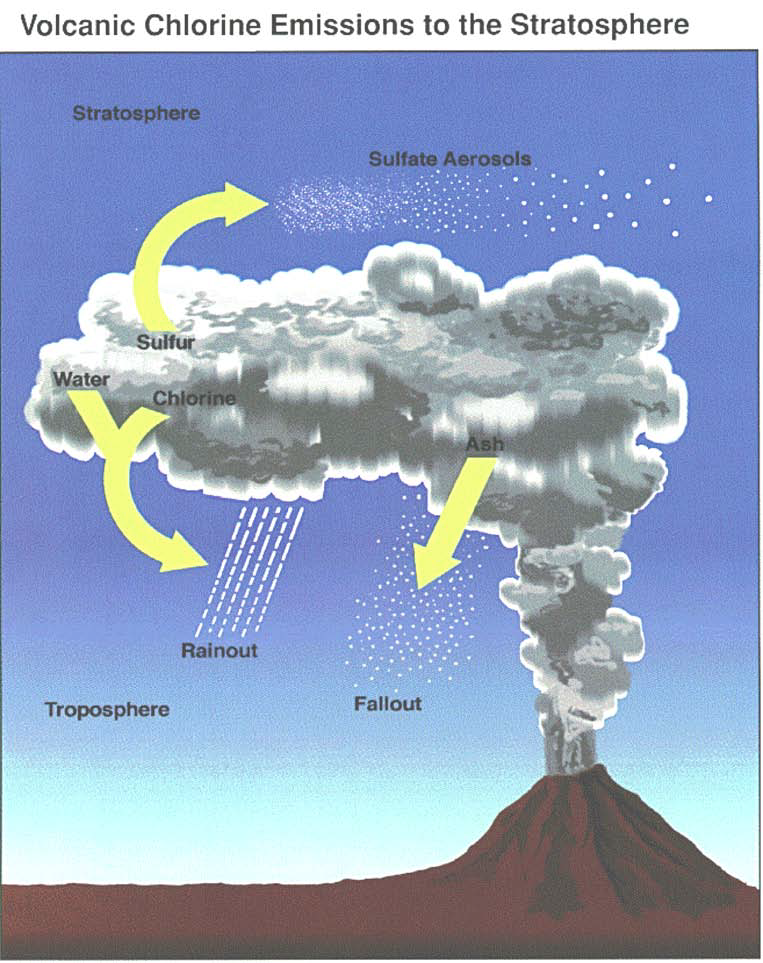 Volcanic Chlorine Emissions to the Stratosphere
Stratosphere
Sulfate Aerosols
Sulfur
Water
Chlorine
Ash
Rainout
Fallout
Troposphere